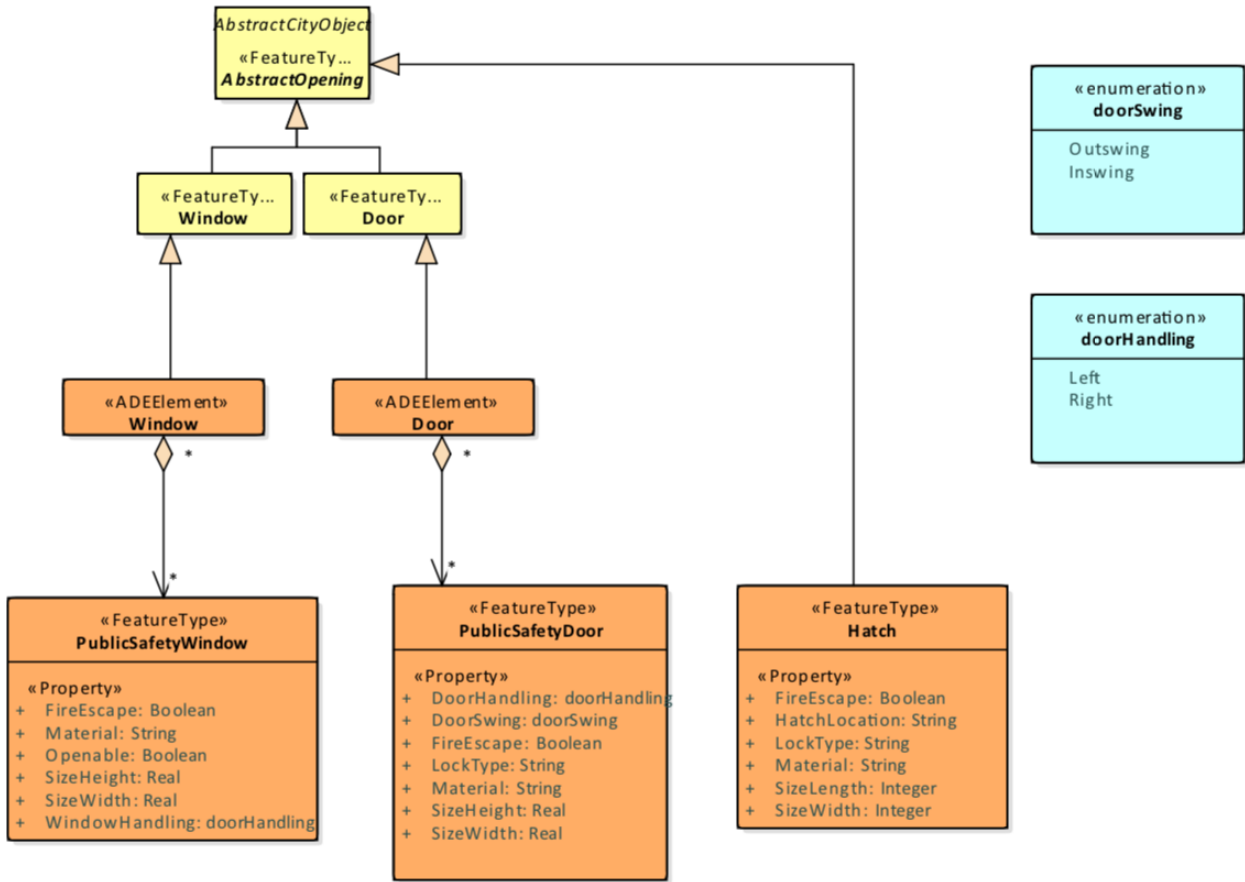 AbstractCityObject
«FeatureTy...
AbstractOpening
«FeatureTy...
Window
«FeatureTy...
Door
«ADEElement»
Window
*
*
«ADEElement»
Door
*
*
«FeatureType»
PublicSafetyWindow
«Property»
+ FireEscape: Boolean
+ Material: String
+ Openable: Boolean
+ SizeHeight: Real
+ SizeWidth: Real
+ WindowHandling: doorHandling
«FeatureType»
PublicSafetyDoor
«Property»
+ DoorHandling: doorHandling
+ DoorSwing: doorSwing
+ FireEscape: Boolean
+ LockType: String
+ Material: String
+ SizeHeight: Real
+ SizeWidth: Real
«FeatureType»
Hatch
«Property»
+ FireEscape: Boolean
+ HatchLocation: String
+ LockType: String
+ Material: String
+ SizeLength: Integer
+ SizeWidth: Integer
«enumeration»
doorSwing
Outswing
Inswing
«enumeration»
doorHandling
Left
Right